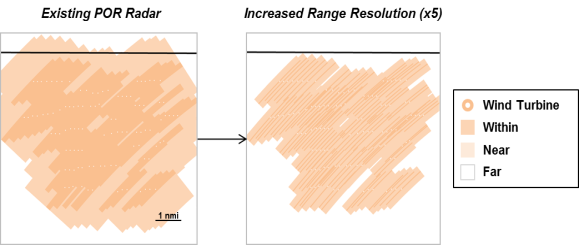 Existing POR Radar
Increased Range Resolution (x5)
Wind Turbine
Within
Near
Far
1 nmi